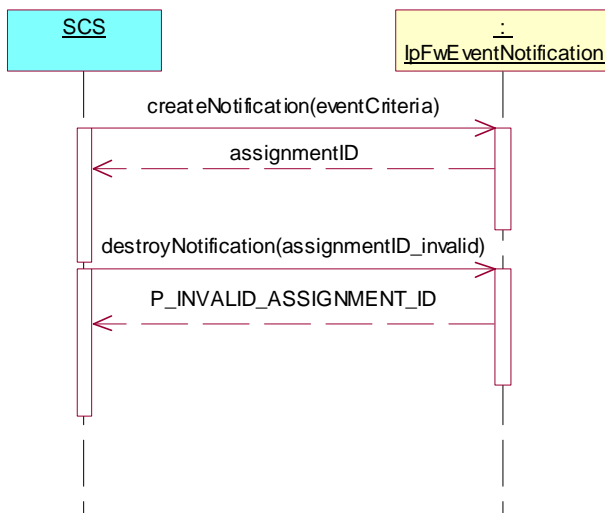 SCS
:
IpFwEventNotification
createNotification(eventCriteria)
assignmentID
destroyNotification(assignmentID_invalid)
P_INVALID_ASSIGNMENT_ID